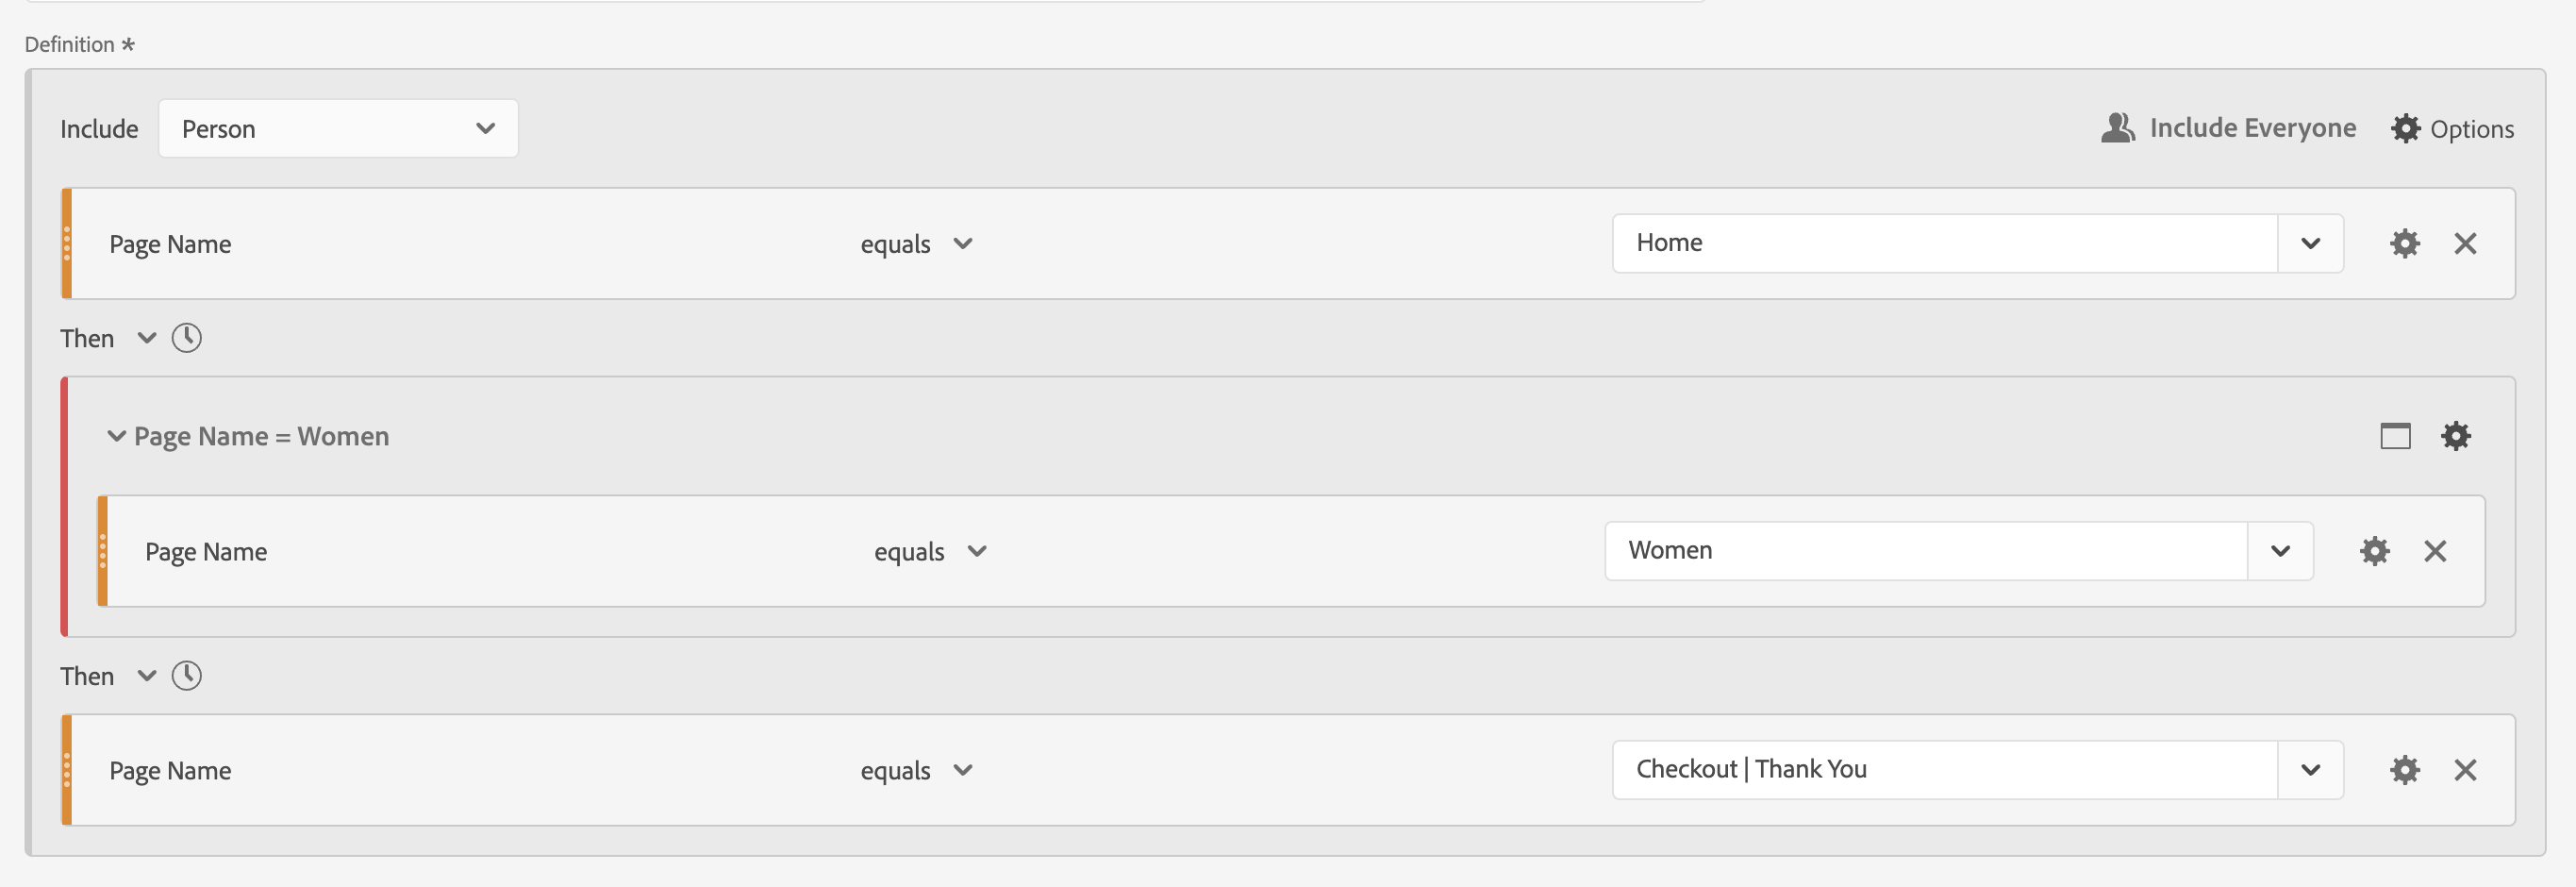 Definition *
Include Person Include Everyone Options
Page Name equals Home
Then
Page Name = Women
Page Name equals Women
Then
Page Name equals Checkout | Thank You